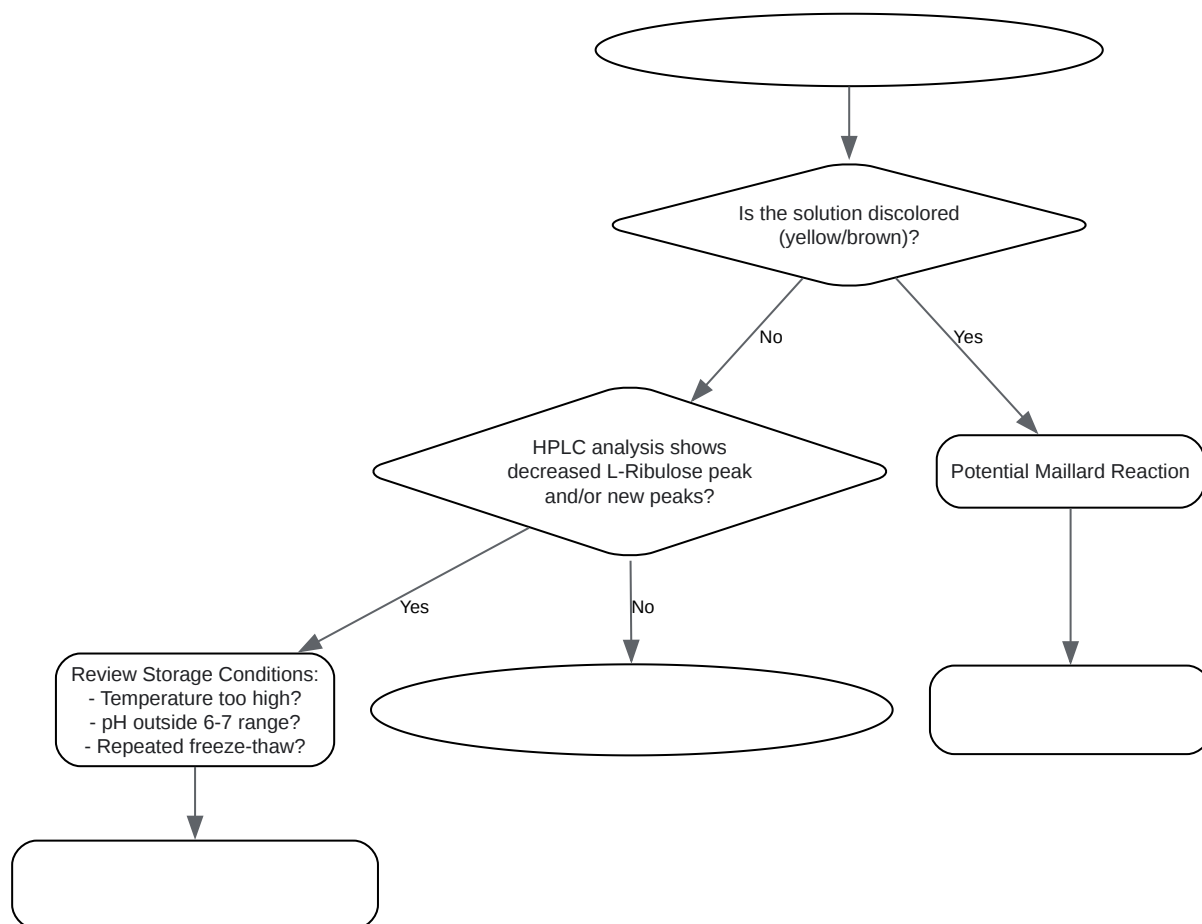 Is the solution discolored
(yellow/brown)?
No
Yes
HPLC analysis shows
decreased L-Ribulose peak
and/or new peaks?
Potential Maillard Reaction
Yes
No
Review Storage Conditions:
- Temperature too high?
- pH outside 6-7 range?
- Repeated freeze-thaw?